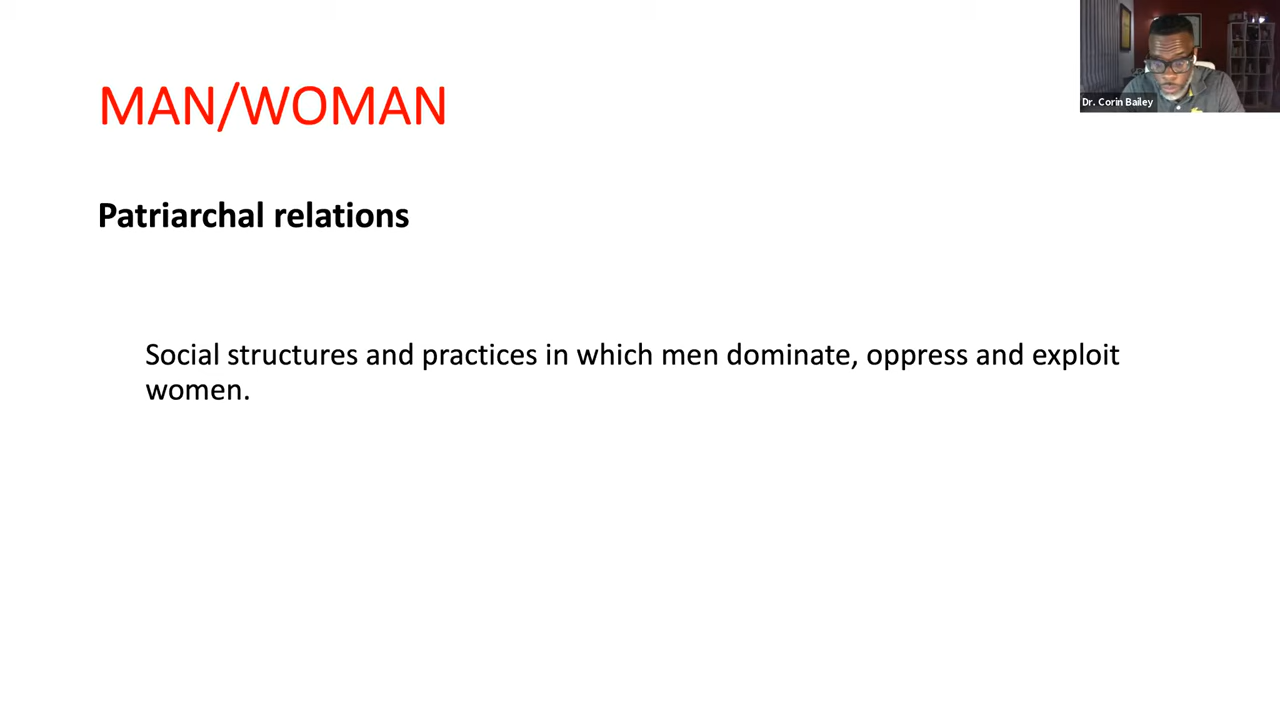 MAN/WOMAN
Dr. Corin Bailey
Patriarchal relations
Social structures and practices in which men dominate, oppress and exploit
women.